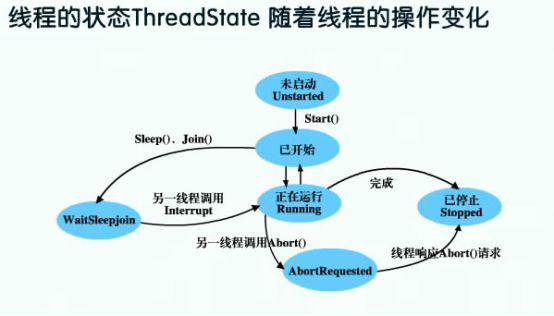 线程的状态ThreadState 随着线程的操作变化
未启动
Unstarted
Start()
Sleep()、Join()
已开始
另一线程调用
Interrupt
WaitSleepjoin
正在运行
Running
完成
已停止
Stopped
另一线程调用Abort()
AbortRequested
线程响应Abort()请求